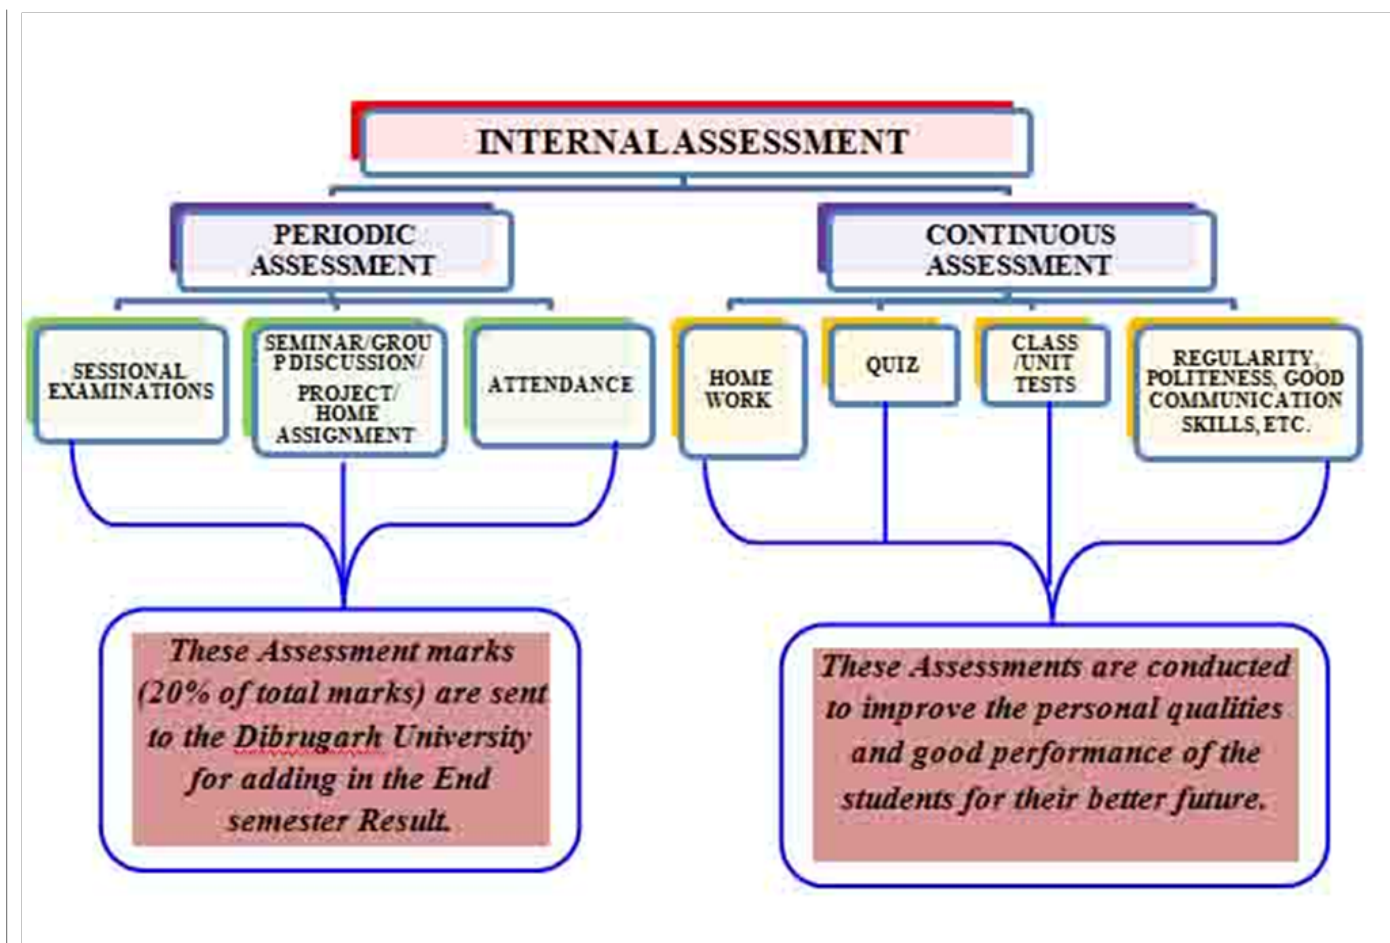 INTERNAL ASSESSMENT
PERIODIC
ASSESSMENT
CONTINUOUS
ASSESSMENT
SESSIONAL
EXAMINATIONS
SEMINAR/GROU
P DISCUSSION/
PROJECT/
HOME
ASSIGNMENT
ATTENDANCE
HOME
WORK
QUIZ
CLASS
/UNIT
TESTS
REGULARITY,
POLITENESS, GOOD
COMMUNICATION
SKILLS, ETC.
These Assessment marks
(20% of total marks) are sent
to the Dibrugarh University
for adding in the End
semester Result.
These Assessments are conducted
to improve the personal qualities
and good performance of the
students for their better future.